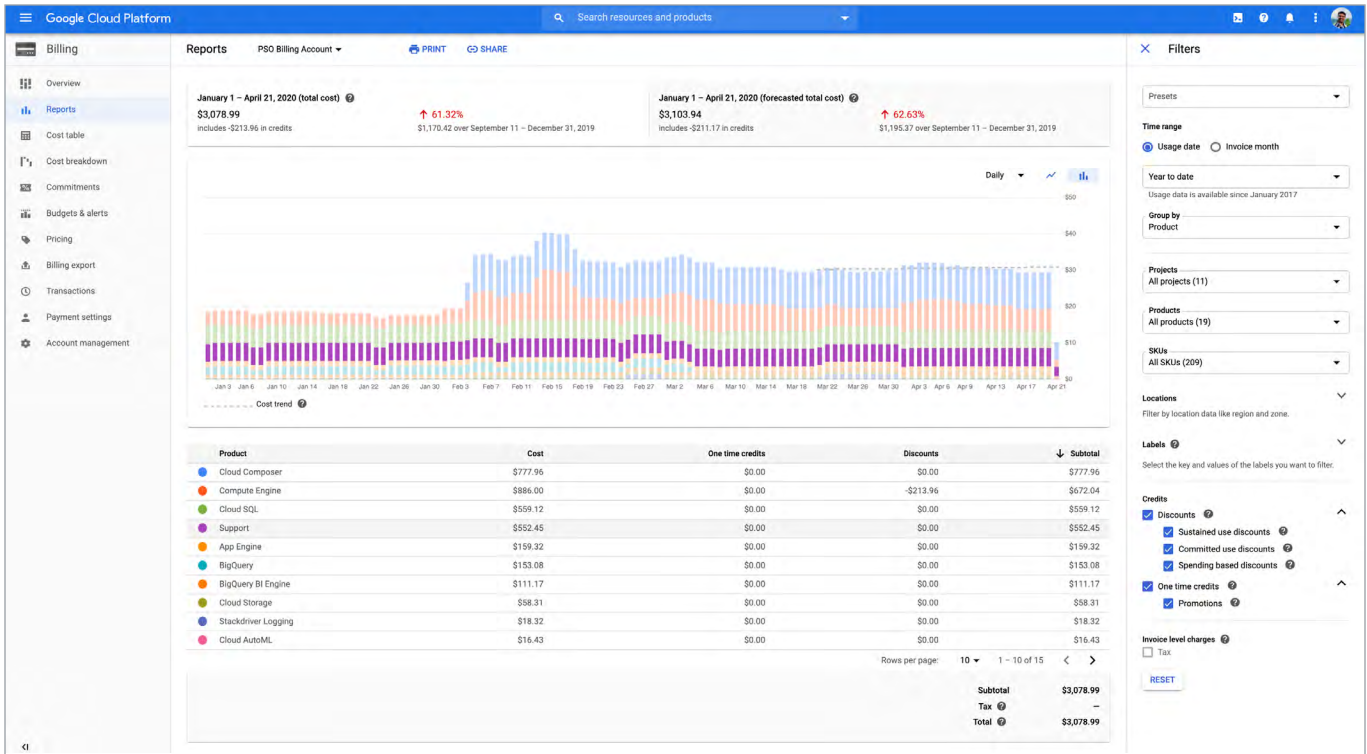 Google Cloud Platform
Search resources and products
Billing
Overview
Reports
Cost table
Cost breakdown
Commitments
Budgets & alerts
Pricing
Billing export
Transactions
Payment settings
Account management
Reports PSO Billing Account PRINT SHARE
January 1 – April 21, 2020 (total cost)
$3,078.99 61.32%
includes -$213.96 in credits $1,170.42 over September 11 – December 31, 2019
January 1 – April 21, 2020 (forecasted total cost)
$3,103.94 62.63%
includes -$211.17 in credits $1,195.37 over September 11 – December 31, 2019
Daily
$50
$40
$30
$20
$10
$0
Jan 3 Jan 6 Jan 10 Jan 14 Jan 18 Jan 22 Jan 26 Jan 30 Feb 3 Feb 7 Feb 11 Feb 15 Feb 19 Feb 23 Feb 27 Mar 2 Mar 6 Mar 10 Mar 14 Mar 18 Mar 22 Mar 26 Mar 30 Apr 3 Apr 6 Apr 9 Apr 13 Apr 17 Apr 21
Cost trend
Product Cost One time credits Discounts Subtotal
Cloud Composer $777.96 $0.00 $0.00 $777.96
Compute Engine $886.00 $0.00 -$213.96 $672.04
Cloud SQL $559.12 $0.00 $0.00 $559.12
Support $552.45 $0.00 $0.00 $552.45
App Engine $159.32 $0.00 $0.00 $159.32
BigQuery $153.08 $0.00 $0.00 $153.08
BigQuery BI Engine $111.17 $0.00 $0.00 $111.17
Cloud Storage $58.31 $0.00 $0.00 $58.31
Stackdriver Logging $18.32 $0.00 $0.00 $18.32
Cloud AutoML $16.43 $0.00 $0.00 $16.43
Rows per page: 10 1 – 10 of 15
Subtotal $3,078.99
Tax –
Total $3,078.99
Filters
Presets
Time range
Usage date Invoice month
Year to date
Usage data is available since January 2017
Group by
Product
Projects
All projects (11)
Products
All products (19)
SKUs
All SKUs (209)
Locations
Filter by location data like region and zone.
Labels
Select the key and values of the labels you want to filter.
Credits
Discounts
Sustained use discounts
Committed use discounts
Spending based discounts
One time credits
Promotions
Invoice level charges
Tax
RESET